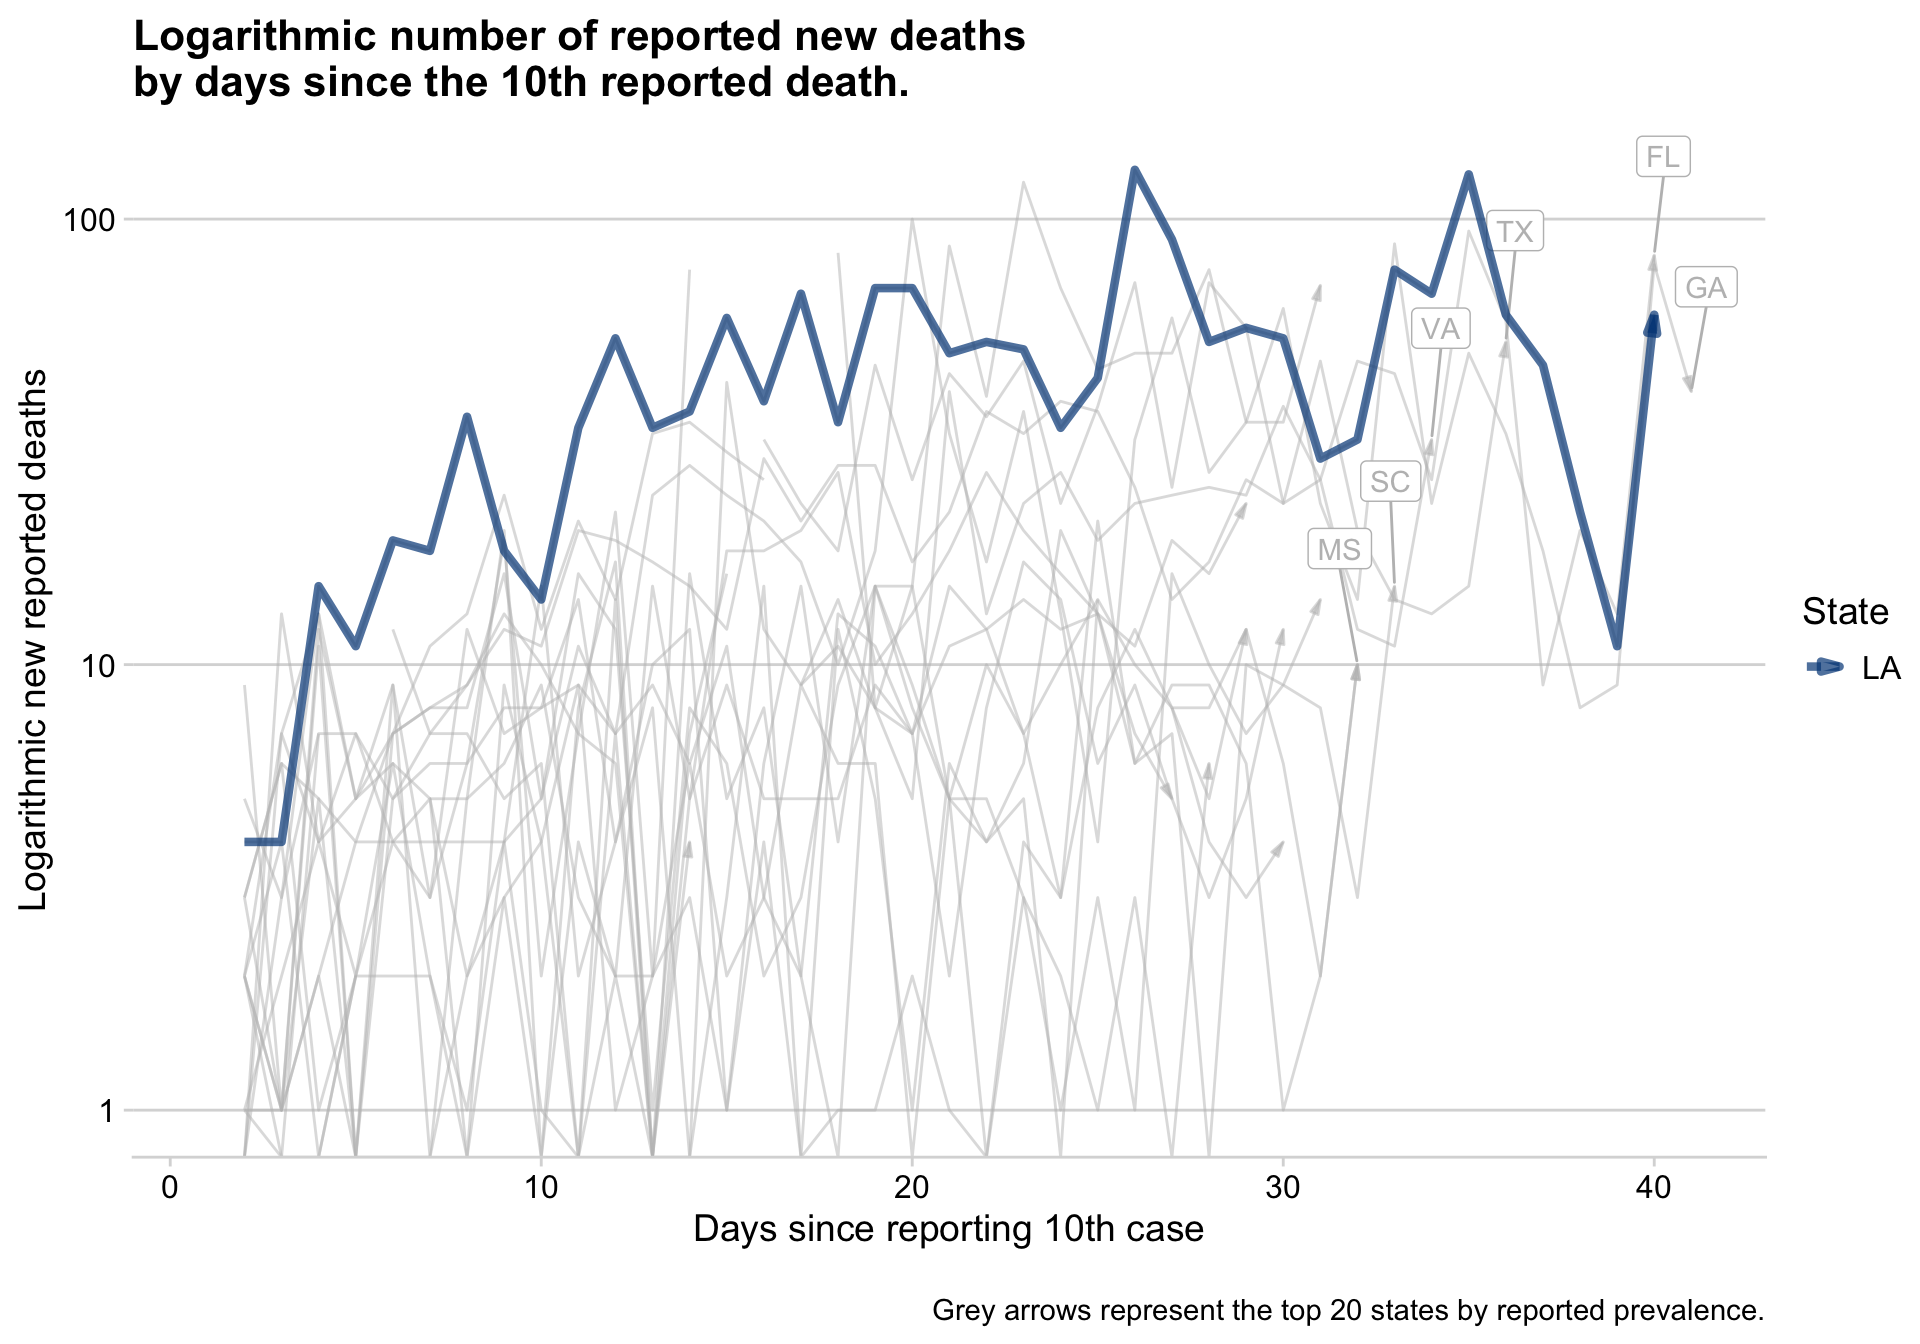 Logarithmic number of reported new deaths
by days since the 10th reported death.
FL
TX
GA
VA
SC
MS
100
10
1
Logarithmic new reported deaths
State
LA
0 10 20 30 40
Days since reporting 10th case
Grey arrows represent the top 20 states by reported prevalence.